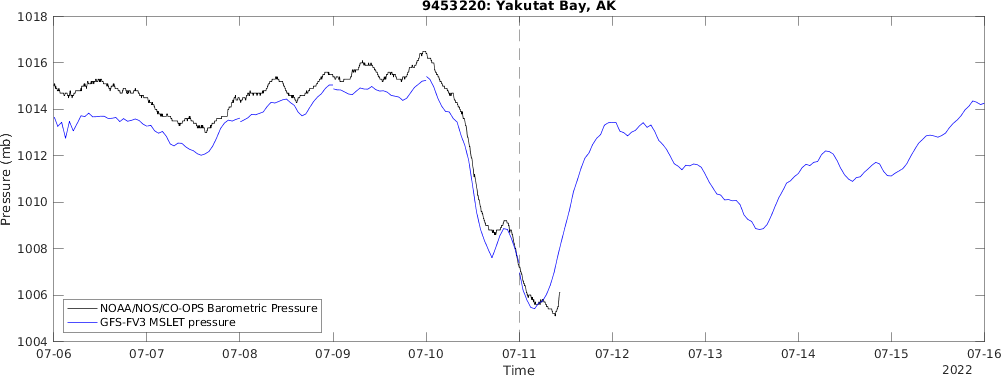 9453220: Yakutat Bay, AK
1018
1016
1014
1012
1010
1008
1006
1004
Pressure (mb)
NOAA/NOS/CO-OPS Barometric Pressure
GFS-FV3 MSLET pressure
07-06 07-07 07-08 07-09 07-10 07-11 07-12 07-13 07-14 07-15 07-16
Time
2022